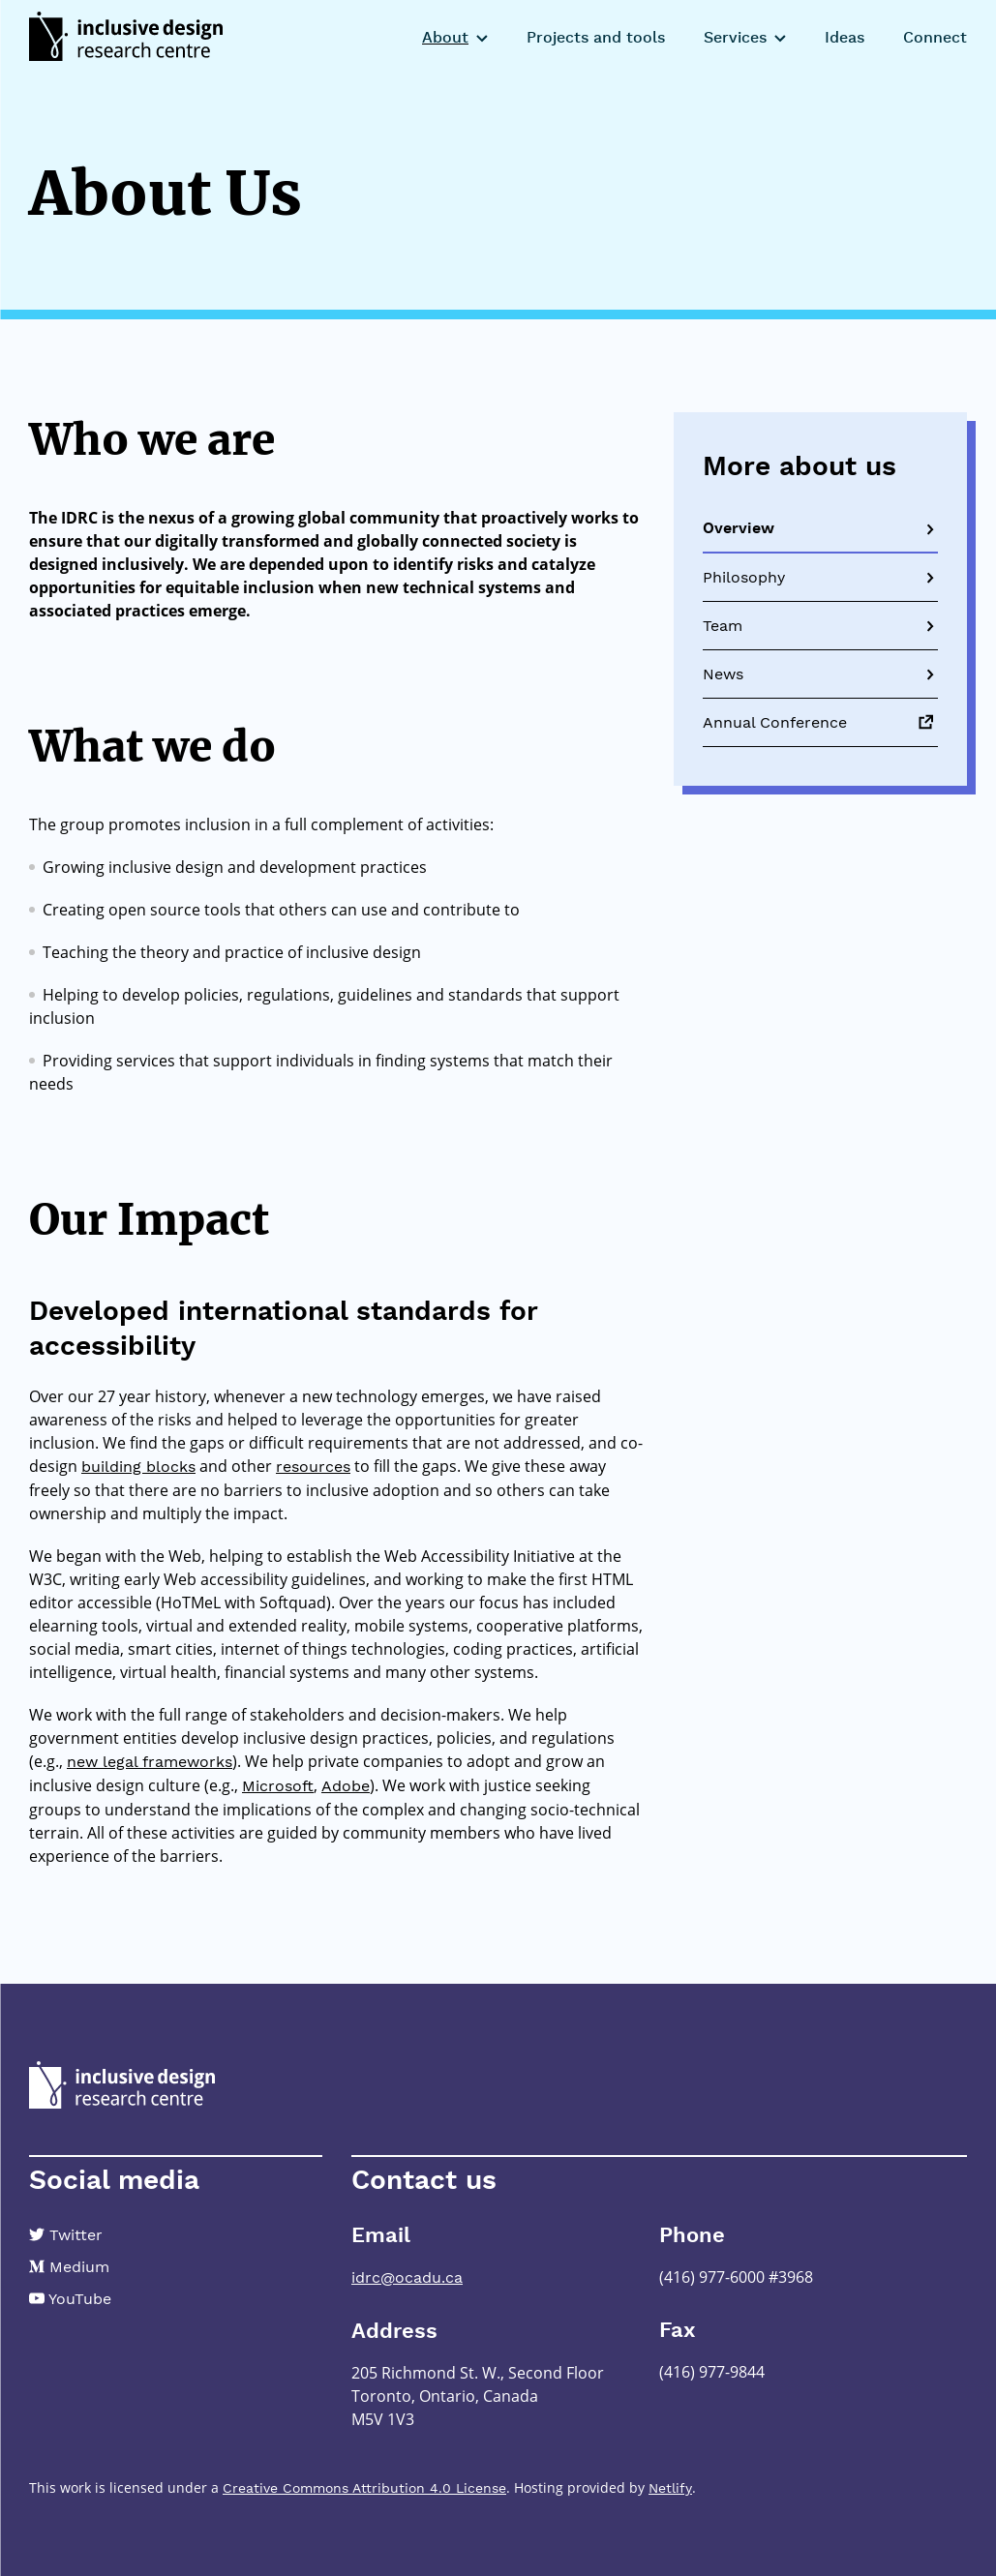 inclusive design
research centre
About
Projects and tools
Services
Ideas
Connect
About Us
Who we are
The IDRC is the nexus of a growing global community that proactively works to
ensure that our digitally transformed and globally connected society is
designed inclusively. We are depended upon to identify risks and catalyze
opportunities for equitable inclusion when new technical systems and
associated practices emerge.
More about us
Overview
Philosophy
Team
News
Annual Conference
What we do
The group promotes inclusion in a full complement of activities:
Growing inclusive design and development practices
Creating open source tools that others can use and contribute to
Teaching the theory and practice of inclusive design
Helping to develop policies, regulations, guidelines and standards that support
inclusion
Providing services that support individuals in finding systems that match their
needs
Our Impact
Developed international standards for
accessibility
Over our 27 year history, whenever a new technology emerges, we have raised
awareness of the risks and helped to leverage the opportunities for greater
inclusion. We find the gaps or difficult requirements that are not addressed, and co-
design building blocks and other resources to fill the gaps. We give these away
freely so that there are no barriers to inclusive adoption and so others can take
ownership and multiply the impact.
We began with the Web, helping to establish the Web Accessibility Initiative at the
W3C, writing early Web accessibility guidelines, and working to make the first HTML
editor accessible (HoTMeL with Softquad). Over the years our focus has included
elearning tools, virtual and extended reality, mobile systems, cooperative platforms,
social media, smart cities, internet of things technologies, coding practices, artificial
intelligence, virtual health, financial systems and many other systems.
We work with the full range of stakeholders and decision-makers. We help
government entities develop inclusive design practices, policies, and regulations
(e.g., new legal frameworks). We help private companies to adopt and grow an
inclusive design culture (e.g., Microsoft, Adobe). We work with justice seeking
groups to understand the implications of the complex and changing socio-technical
terrain. All of these activities are guided by community members who have lived
experience of the barriers.
inclusive design
research centre
Social media
Twitter
Medium
YouTube
Contact us
Email
idrc@ocadu.ca
Address
205 Richmond St. W., Second Floor
Toronto, Ontario, Canada
M5V 1V3
Phone
(416) 977-6000 #3968
Fax
(416) 977-9844
This work is licensed under a Creative Commons Attribution 4.0 License. Hosting provided by Netlify.